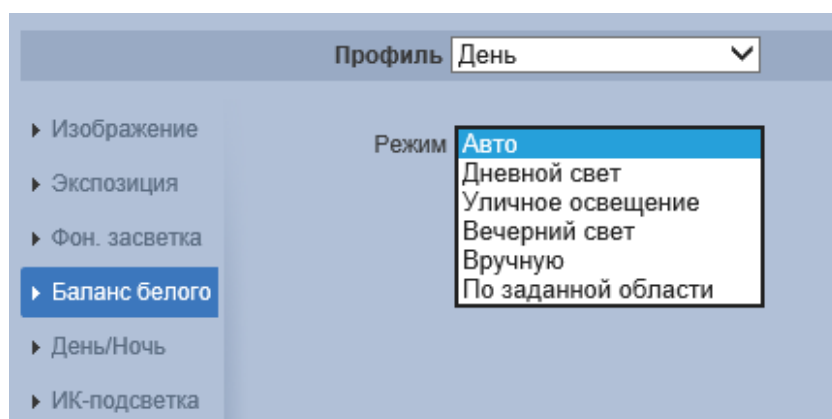 Профиль День
Изображение
Режим Авто
Экспозиция
Дневной свет
Уличное освещение
Фон. засветка
Вечерний свет
Вручную
Баланс белого
По заданной области
День/Ночь
ИК-подсветка